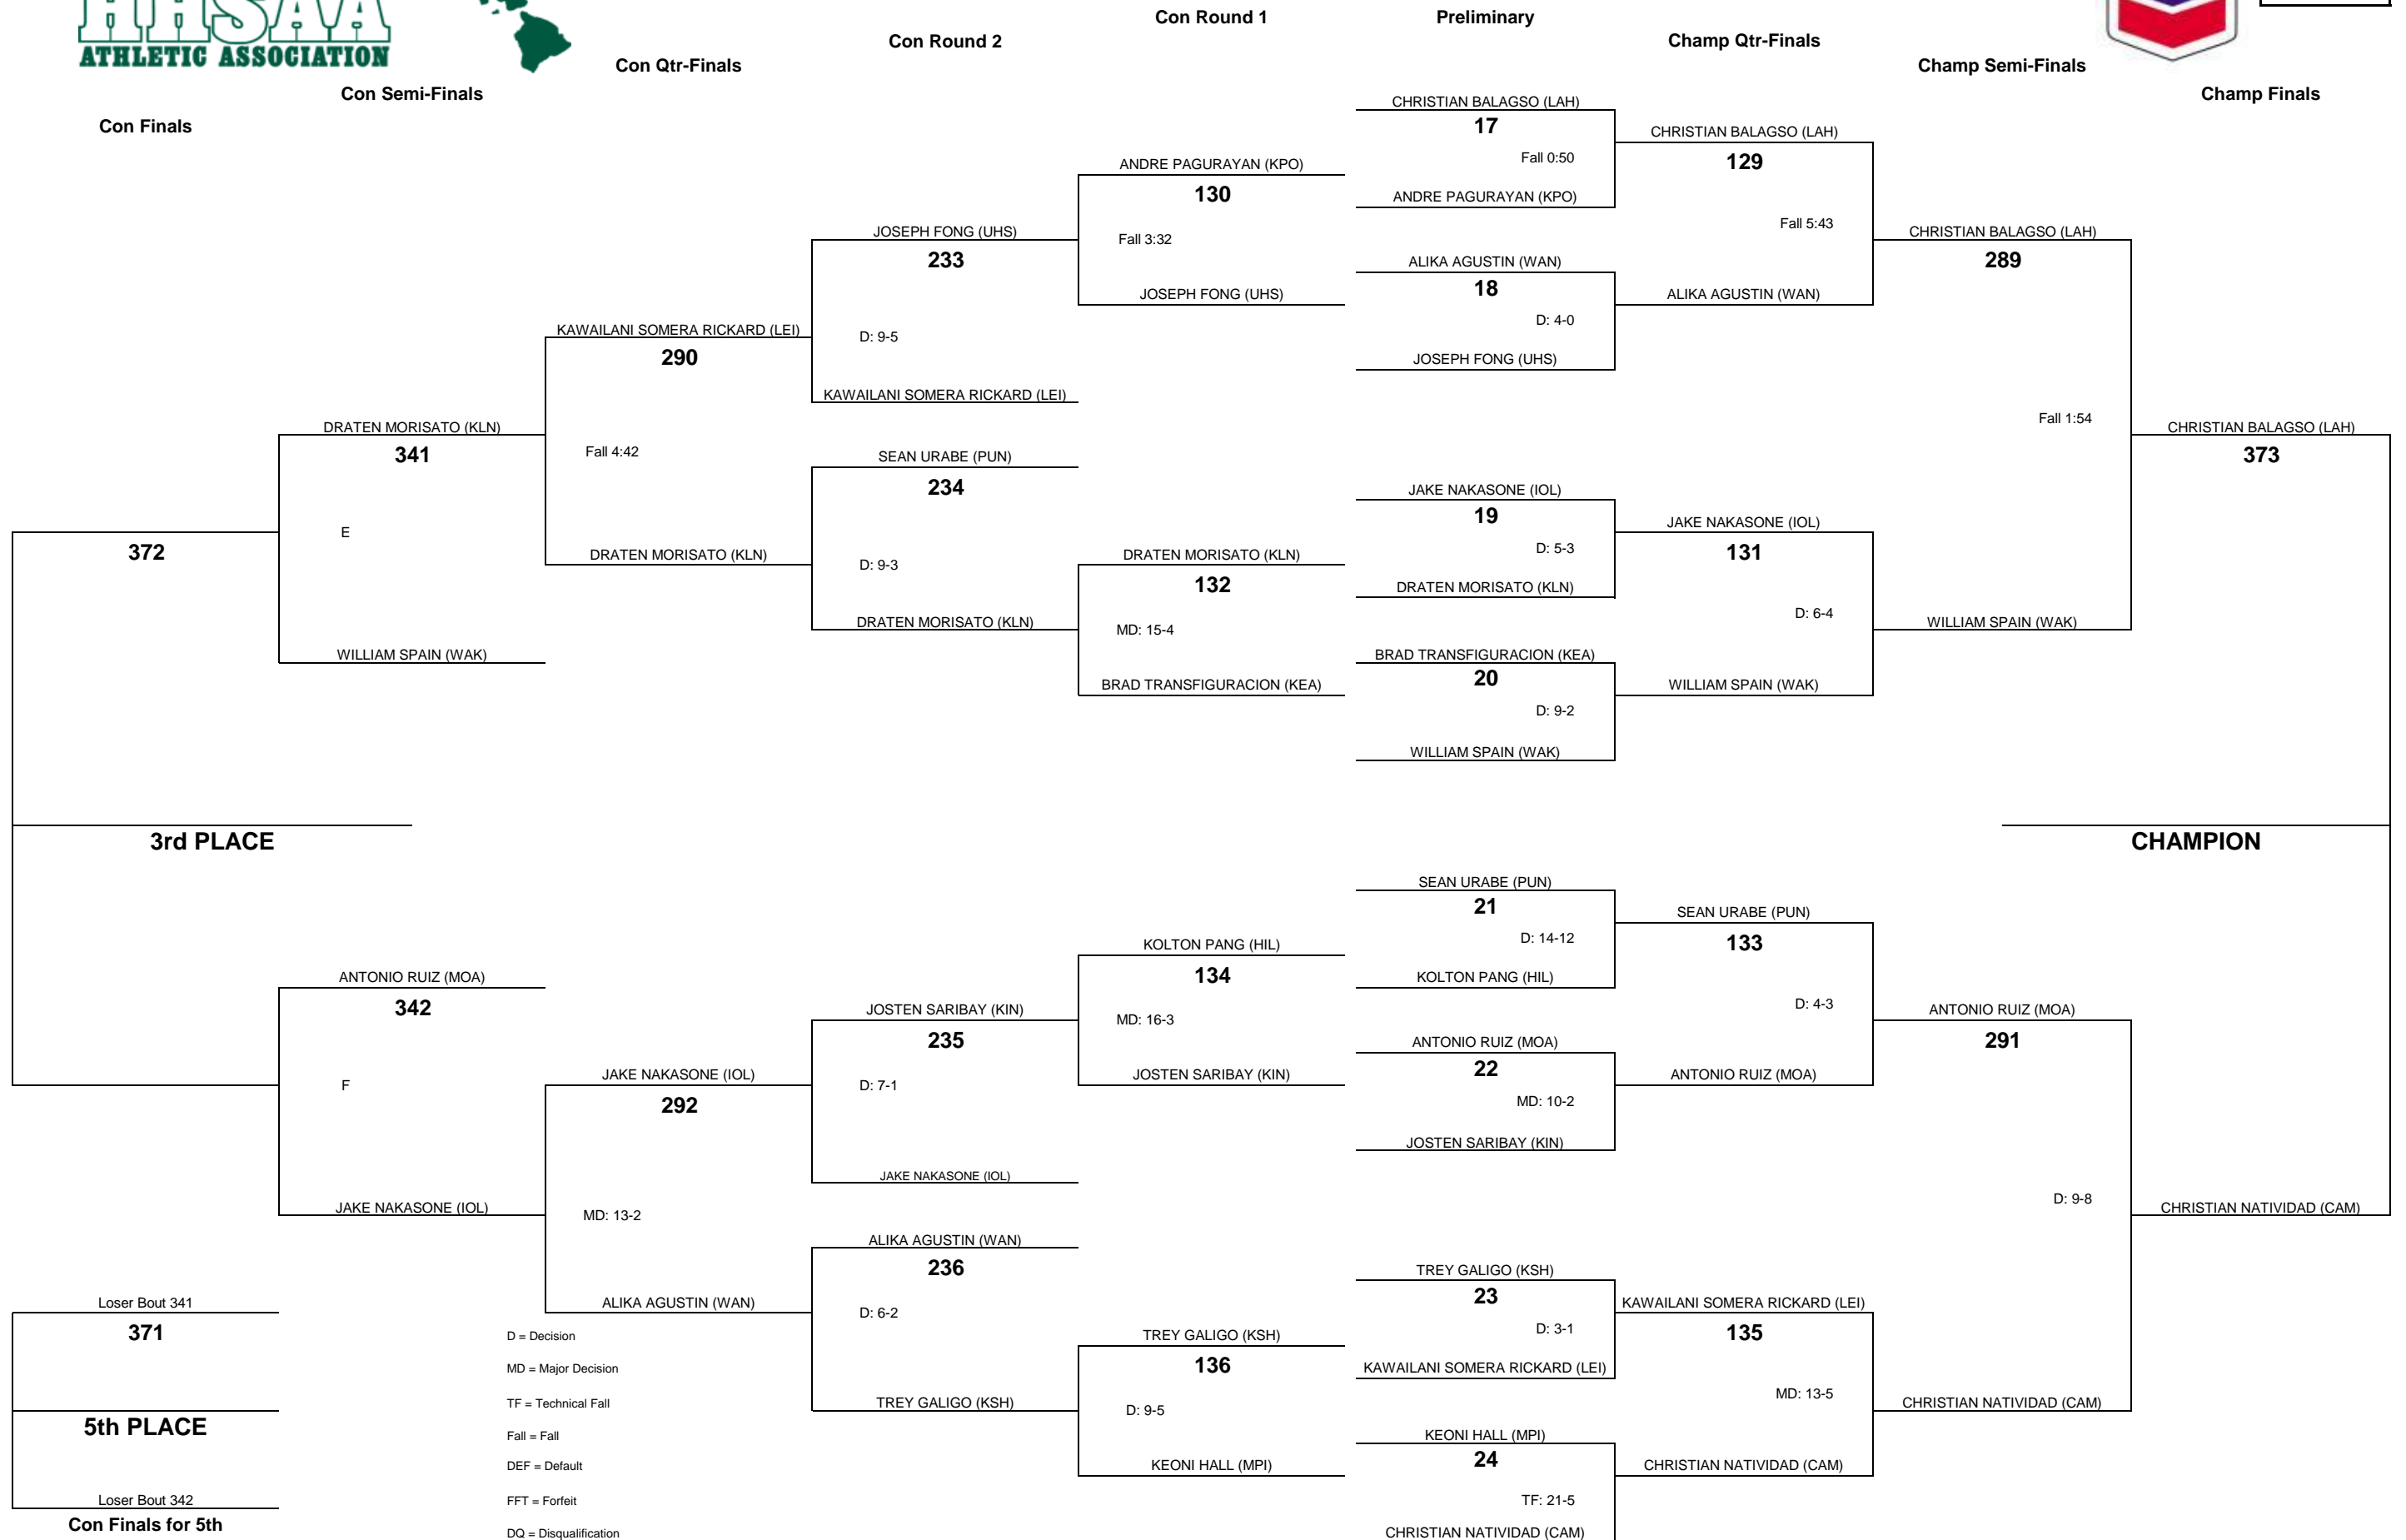 HHSAA
ATHLETIC ASSOCIATION
Con Finals
Con Semi-Finals
Con Qtr-Finals
Con Round 2
Con Round 1
Preliminary
Champ Qtr-Finals
Champ Semi-Finals
Champ Finals
CHRISTIAN BALAGSO (LAH)
17
Fall 0:50
ANDRE PAGURAYAN (KPO)
ALIKA AGUSTIN (WAN)
18
D: 4-0
JOSEPH FONG (UHS)
JAKE NAKASONE (IOL)
19
D: 5-3
DRATEN MORISATO (KLN)
BRAD TRANSFIGURACION (KEA)
20
D: 9-2
WILLIAM SPAIN (WAK)
SEAN URABE (PUN)
21
D: 14-12
KOLTON PANG (HIL)
ANTONIO RUIZ (MOA)
22
MD: 10-2
JOSTEN SARIBAY (KIN)
TREY GALIGO (KSH)
23
D: 3-1
KAWAILANI SOMERA RICKARD (LEI)
KEONI HALL (MPI)
24
TF: 21-5
CHRISTIAN NATIVIDAD (CAM)
CHRISTIAN BALAGSO (LAH)
129
Fall 5:43
ALIKA AGUSTIN (WAN)
JAKE NAKASONE (IOL)
131
D: 6-4
WILLIAM SPAIN (WAK)
SEAN URABE (PUN)
133
D: 4-3
ANTONIO RUIZ (MOA)
KAWAILANI SOMERA RICKARD (LEI)
135
MD: 13-5
CHRISTIAN NATIVIDAD (CAM)
CHRISTIAN BALAGSO (LAH)
289
Fall 1:54
WILLIAM SPAIN (WAK)
ANTONIO RUIZ (MOA)
291
D: 9-8
CHRISTIAN NATIVIDAD (CAM)
CHRISTIAN BALAGSO (LAH)
373
CHAMPION
CHRISTIAN NATIVIDAD (CAM)
ANDRE PAGURAYAN (KPO)
130
Fall 3:32
JOSEPH FONG (UHS)
DRATEN MORISATO (KLN)
132
MD: 15-4
BRAD TRANSFIGURACION (KEA)
KOLTON PANG (HIL)
134
MD: 16-3
JOSTEN SARIBAY (KIN)
TREY GALIGO (KSH)
136
D: 9-5
KEONI HALL (MPI)
JOSEPH FONG (UHS)
233
D: 9-5
KAWAILANI SOMERA RICKARD (LEI)
SEAN URABE (PUN)
234
D: 9-3
DRATEN MORISATO (KLN)
JOSTEN SARIBAY (KIN)
235
D: 7-1
JAKE NAKASONE (IOL)
ALIKA AGUSTIN (WAN)
236
D: 6-2
TREY GALIGO (KSH)
KAWAILANI SOMERA RICKARD (LEI)
290
Fall 4:42
DRATEN MORISATO (KLN)
JAKE NAKASONE (IOL)
292
MD: 13-2
ALIKA AGUSTIN (WAN)
DRATEN MORISATO (KLN)
341
E
WILLIAM SPAIN (WAK)
ANTONIO RUIZ (MOA)
342
F
JAKE NAKASONE (IOL)
372
3rd PLACE
Loser Bout 341
371
5th PLACE
Loser Bout 342
Con Finals for 5th
D = Decision
MD = Major Decision
TF = Technical Fall
Fall = Fall
DEF = Default
FFT = Forfeit
DQ = Disqualification